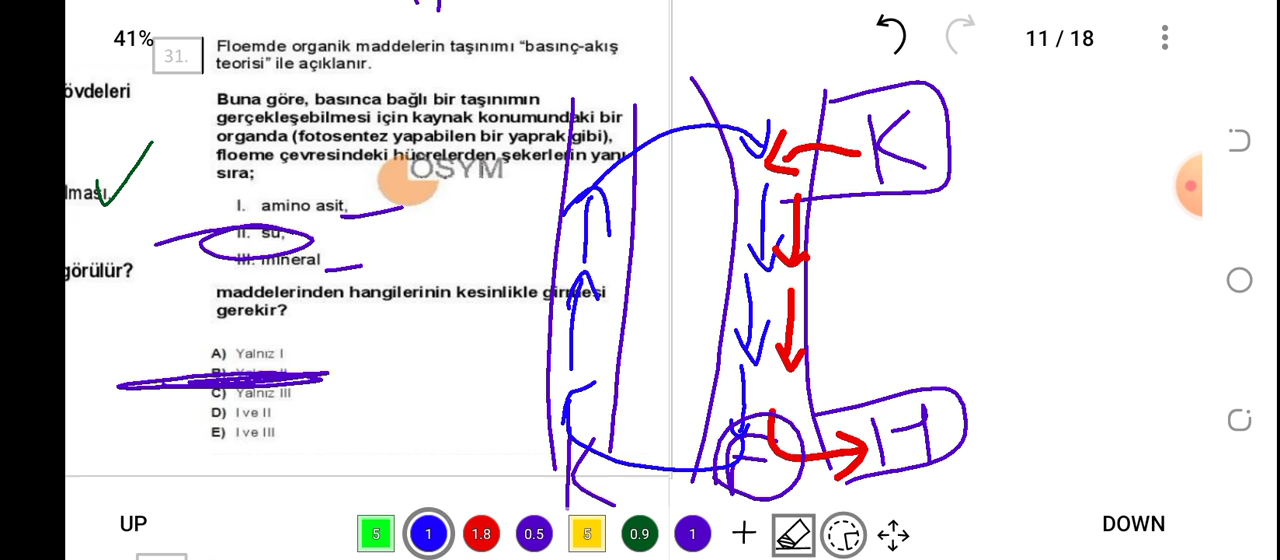 41%
31.
Floemde organik maddelerin taşınımı "basınç-akış
teorisi" ile açıklanır.
övdeleri
Buna göre, basınca bağlı bir taşınımın
gerçekleşebilmesi için kaynak konumundaki bir
organda (fotosentez yapabilen bir yaprak gibi),
floeme çevresindeki hücrelerden şekerlerin yanı
sıra;
ÖSYM
lması,
I. amino asit,
II. su,
III. mineral
görülür?
maddelerinden hangilerinin kesinlikle girmesi
gerekir?
A) Yalnız I
B) Yalnız II
C) Yalnız III
D) I ve II
E) I ve III
11 / 18
K
H
K
F
UP
5
1
1.8
0.5
5
0.9
1
DOWN